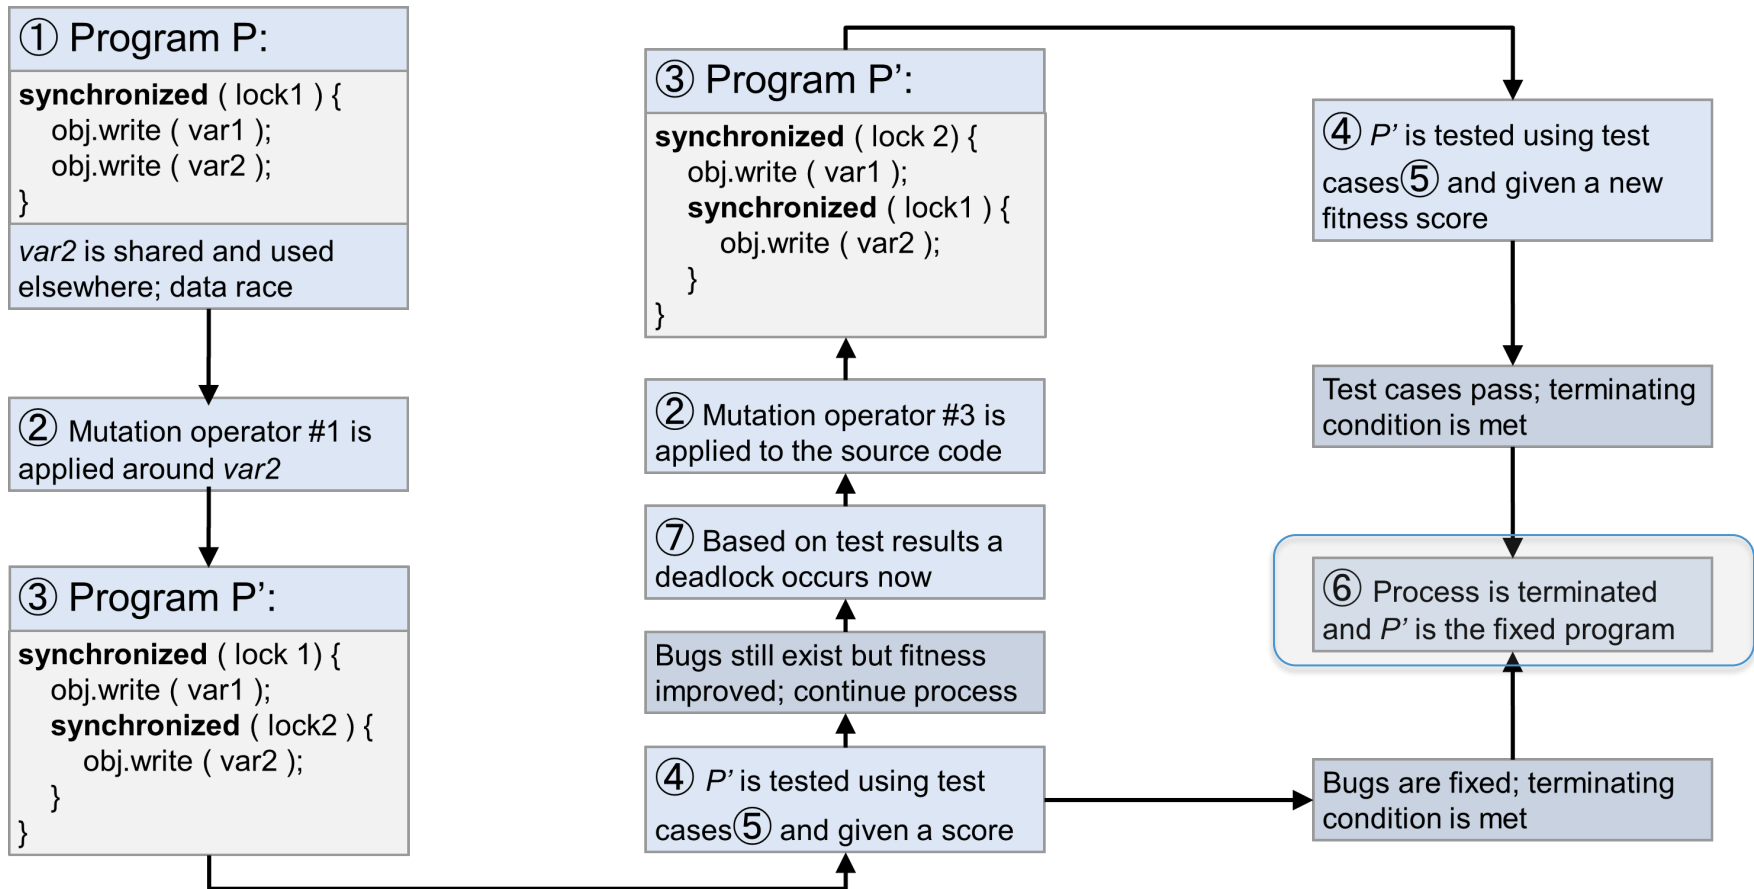 ① Program P:
synchronized ( lock1 ) {
obj.write ( var1 );
obj.write ( var2 );
}
var2 is shared and used
elsewhere; data race
② Mutation operator #1 is
applied around var2
③ Program P’:
synchronized ( lock 1) {
obj.write ( var1 );
synchronized ( lock2 ) {
obj.write ( var2 );
}
}
③ Program P’:
synchronized ( lock 2) {
obj.write ( var1 );
synchronized ( lock1 ) {
obj.write ( var2 );
}
}
② Mutation operator #3 is
applied to the source code
⑦ Based on test results a
deadlock occurs now
Bugs still exist but fitness
improved; continue process
④ P’ is tested using test
cases⑤ and given a score
④ P’ is tested using test
cases⑤ and given a new
fitness score
Test cases pass; terminating
condition is met
⑥ Process is terminated
and P’ is the fixed program
Bugs are fixed; terminating
condition is met